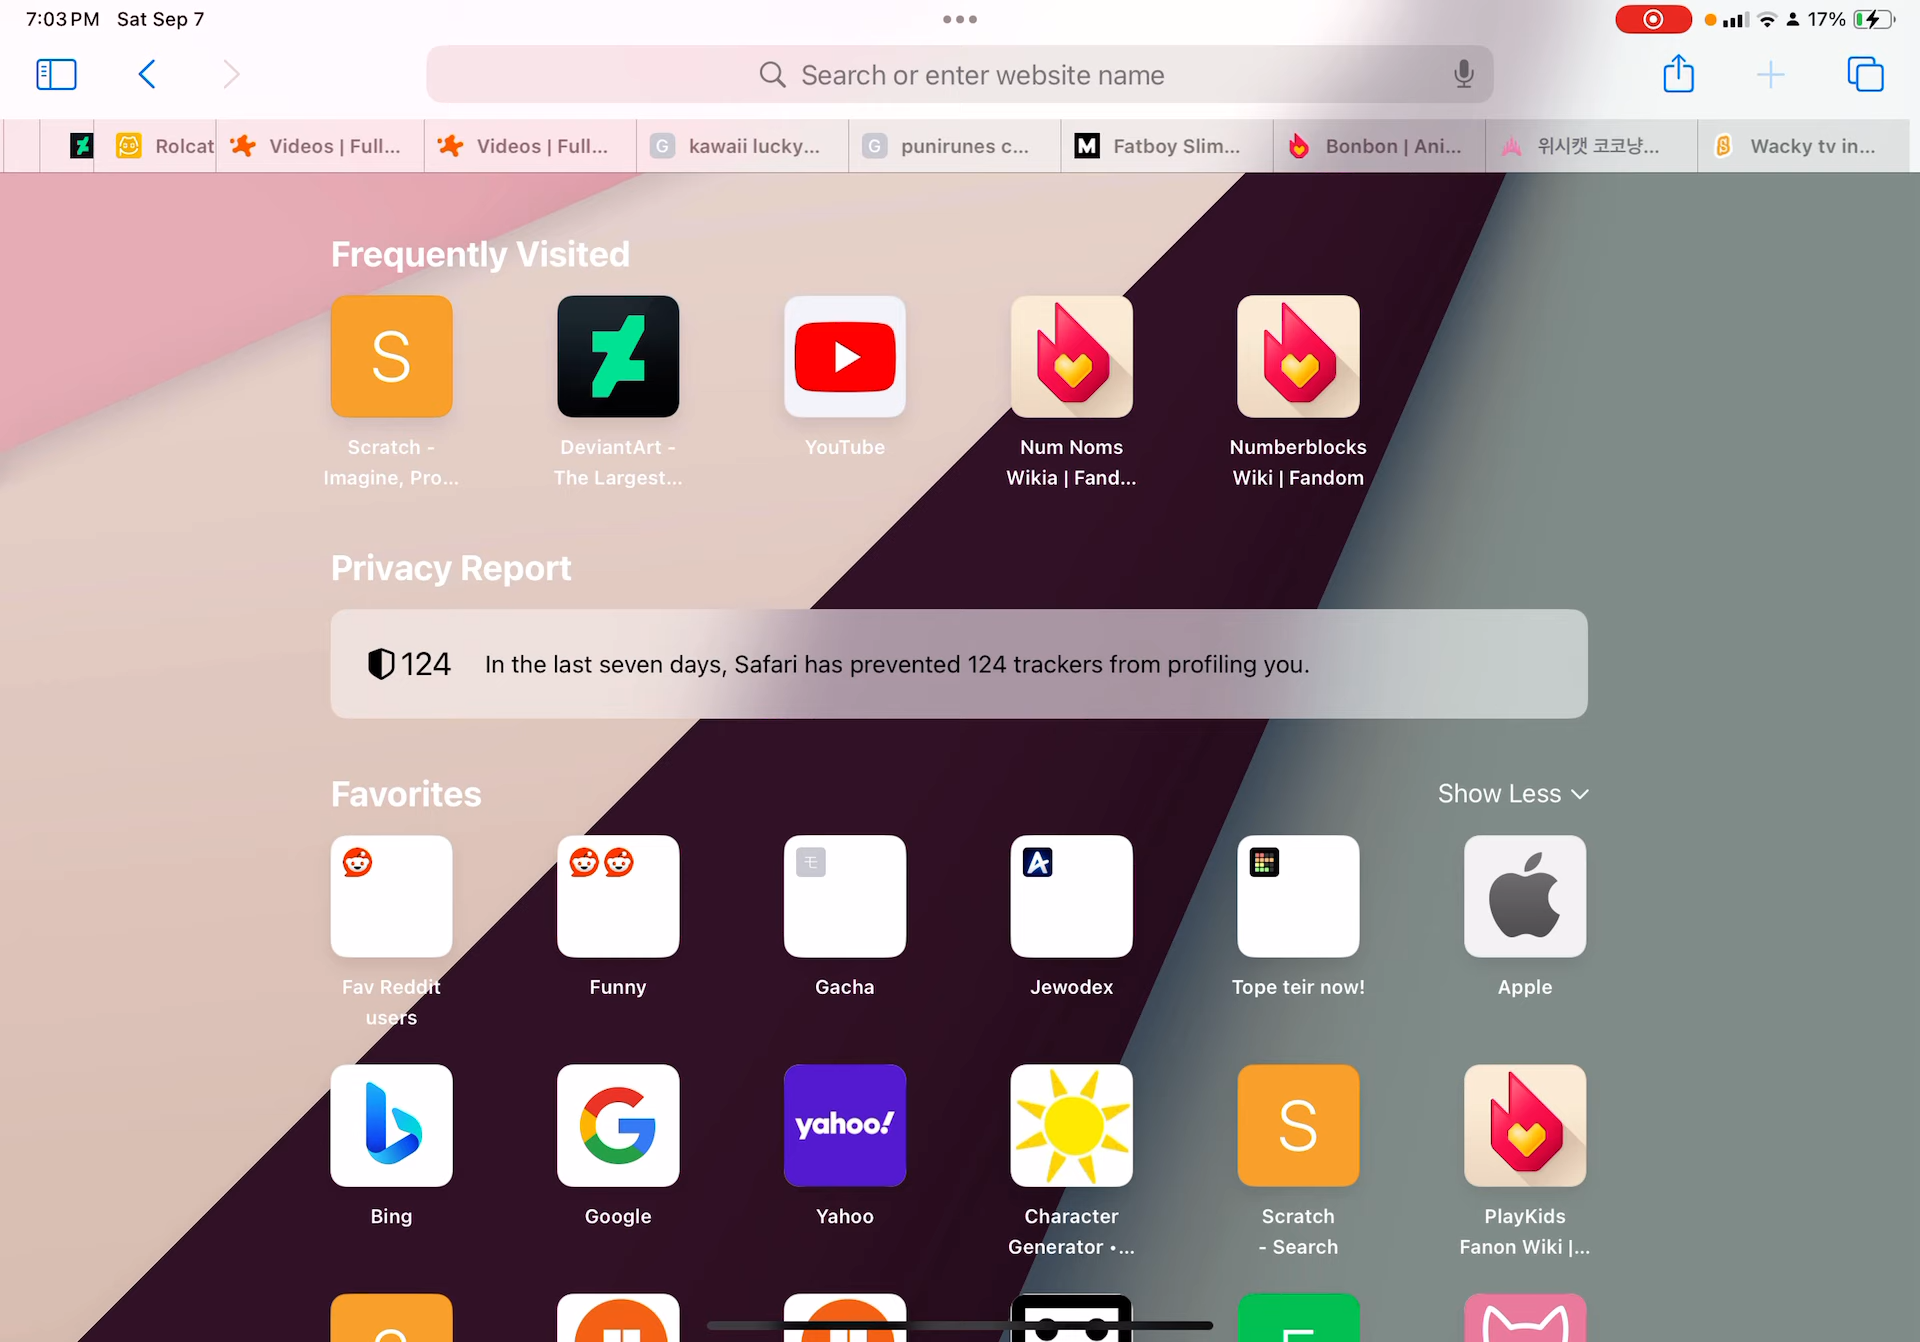 7:03 PM Sat Sep 7
17%
Search or enter website name
Rolcat
Videos | Full...
Videos | Full...
G kawaii lucky...
G punirunes c...
M Fatboy Slim...
Bonbon | Ani...
위시캣 코코냥...
Wacky tv in...
Frequently Visited
S
Scratch -
Imagine, Pro...
DeviantArt -
The Largest...
YouTube
Num Noms
Wikia | Fand...
Numberblocks
Wiki | Fandom
Privacy Report
124 In the last seven days, Safari has prevented 124 trackers from profiling you.
Favorites
Show Less
モ
Fav Reddit
users
Funny
Gacha
Jewodex
Tope teir now!
Apple
yahoo!
S
Bing
Google
Yahoo
Character
Generator •...
Scratch
- Search
PlayKids
Fanon Wiki |...